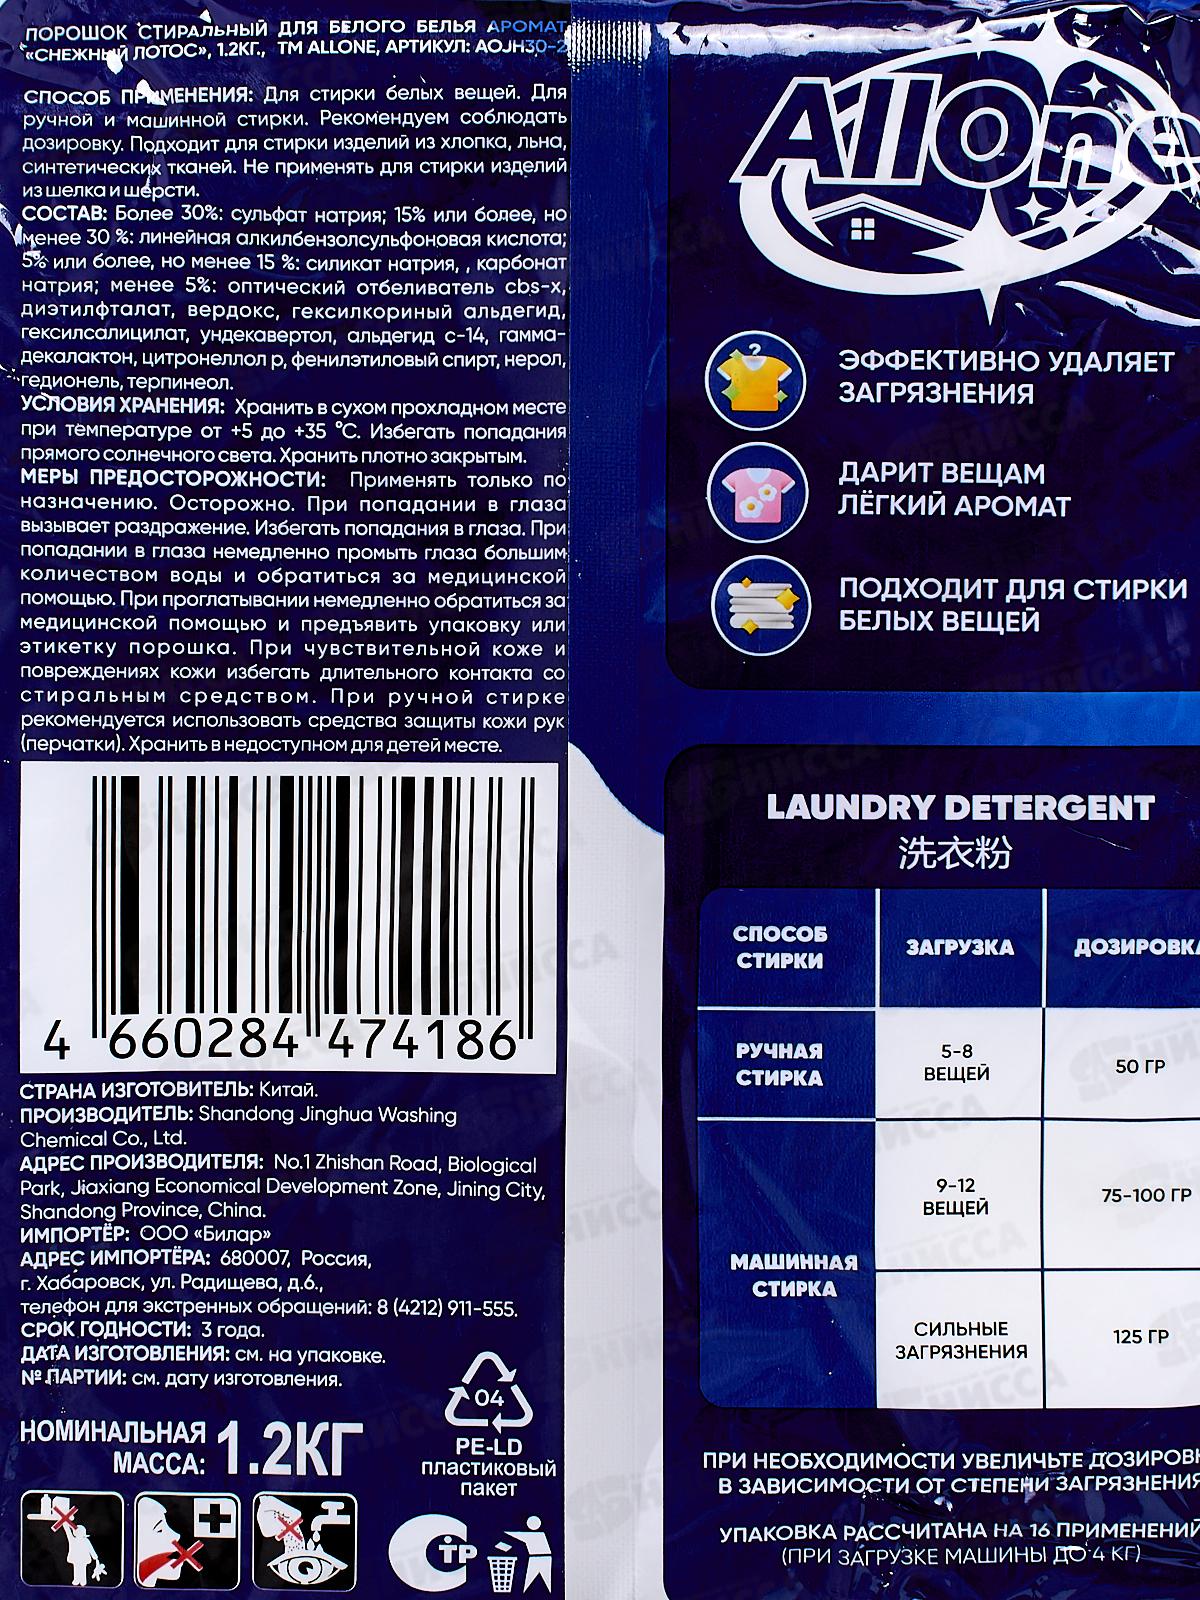 ПОРОШОК СТИРАЛЬНЫЙ ДЛЯ БЕЛОГО БЕЛЬЯ АРОМАТ
«СНЕЖНЫЙ ЛОТОС», 1.2КГ., ТМ ALLONE, АРТИКУЛ: AOJH30-2
СПОСОБ ПРИМЕНЕНИЯ: Для стирки белых вещей. Для
ручной и машинной стирки. Рекомендуем соблюдать
дозировку. Подходит для стирки изделий из хлопка, льна,
синтетических тканей. Не применять для стирки изделий
из шелка и шерсти.
СОСТАВ: Более 30%: сульфат натрия; 15% или более, но
менее 30 %: линейная алкилбензолсульфоновая кислота;
5% или более, но менее 15 %: силикат натрия, , карбонат
натрия; менее 5%: оптический отбеливатель cbs-x,
диэтилфталат, вердокс, гексилкориный альдегид,
гексилсалицилат, ундекавертол, альдегид с-14, гамма-
декалактон, цитронеллол р, фенилэтиловый спирт, нерол,
гедионель, терпинеол.
УСЛОВИЯ ХРАНЕНИЯ: Хранить в сухом прохладном месте
при температуре от +5 до +35 °С. Избегать попадания
прямого солнечного света. Хранить плотно закрытым.
МЕРЫ ПРЕДОСТОРОЖНОСТИ: Применять только по
назначению. Осторожно. При попадании в глаза
вызывает раздражение. Избегать попадания в глаза. При
попадании в глаза немедленно промыть глаза большим
количеством воды и обратиться за медицинской
помощью. При проглатывании немедленно обратиться за
медицинской помощью и предъявить упаковку или
этикетку порошка. При чувствительной коже и
повреждениях кожи избегать длительного контакта со
стиральным средством. При ручной стирке
рекомендуется использовать средства защиты кожи рук
(перчатки). Хранить в недоступном для детей месте.
4 660284 474186
СТРАНА ИЗГОТОВИТЕЛЬ: Китай.
ПРОИЗВОДИТЕЛЬ: Shandong Jinghua Washing
Chemical Co., Ltd.
АДРЕС ПРОИЗВОДИТЕЛЯ: No.1 Zhishan Road, Biological
Park, Jiaxiang Economical Development Zone, Jining City,
Shandong Province, China.
ИМПОРТЁР: ООО «Билар»
АДРЕС ИМПОРТЁРА: 680007, Россия,
г. Хабаровск, ул. Радищева, д.6.,
телефон для экстренных обращений: 8 (4212) 911-555.
СРОК ГОДНОСТИ: 3 года.
ДАТА ИЗГОТОВЛЕНИЯ: см. на упаковке.
№ ПАРТИИ: см. дату изготовления.
НОМИНАЛЬНАЯ
МАССА: 1.2КГ
04
PE-LD
пластиковый
пакет
СТР
AllOne
ЭФФЕКТИВНО УДАЛЯЕТ
ЗАГРЯЗНЕНИЯ
ДАРИТ ВЕЩАМ
ЛЁГКИЙ АРОМАТ
ПОДХОДИТ ДЛЯ СТИРКИ
БЕЛЫХ ВЕЩЕЙ
LAUNDRY DETERGENT
洗衣粉
СПОСОБ
СТИРКИ
ЗАГРУЗКА
ДОЗИРОВКА
РУЧНАЯ
СТИРКА
5-8
ВЕЩЕЙ
50 ГР
МАШИННАЯ
СТИРКА
9-12
ВЕЩЕЙ
75-100 ГР
СИЛЬНЫЕ
ЗАГРЯЗНЕНИЯ
125 ГР
ПРИ НЕОБХОДИМОСТИ УВЕЛИЧЬТЕ ДОЗИРОВК
В ЗАВИСИМОСТИ ОТ СТЕПЕНИ ЗАГРЯЗНЕНИЯ
УПАКОВКА РАССЧИТАНА НА 16 ПРИМЕНЕНИЙ
(ПРИ ЗАГРУЗКЕ МАШИНЫ ДО 4 КГ)